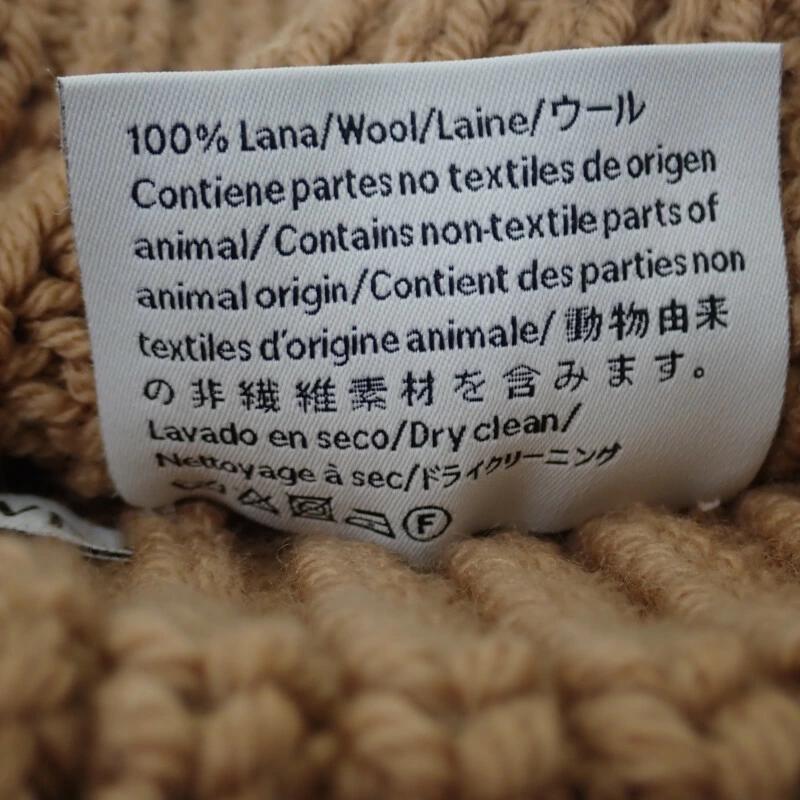 100% Lana/Wool/Laine/ウール
Contiene partes no textiles de origen
animal/Contains non-textile parts of
animal origin/Contient des parties non
textiles d'origine animale/動物由来
の非繊維素材を含みます。
Lavado en seco/Dry clean/
Nettoyage à sec/ドライクリーニング
F